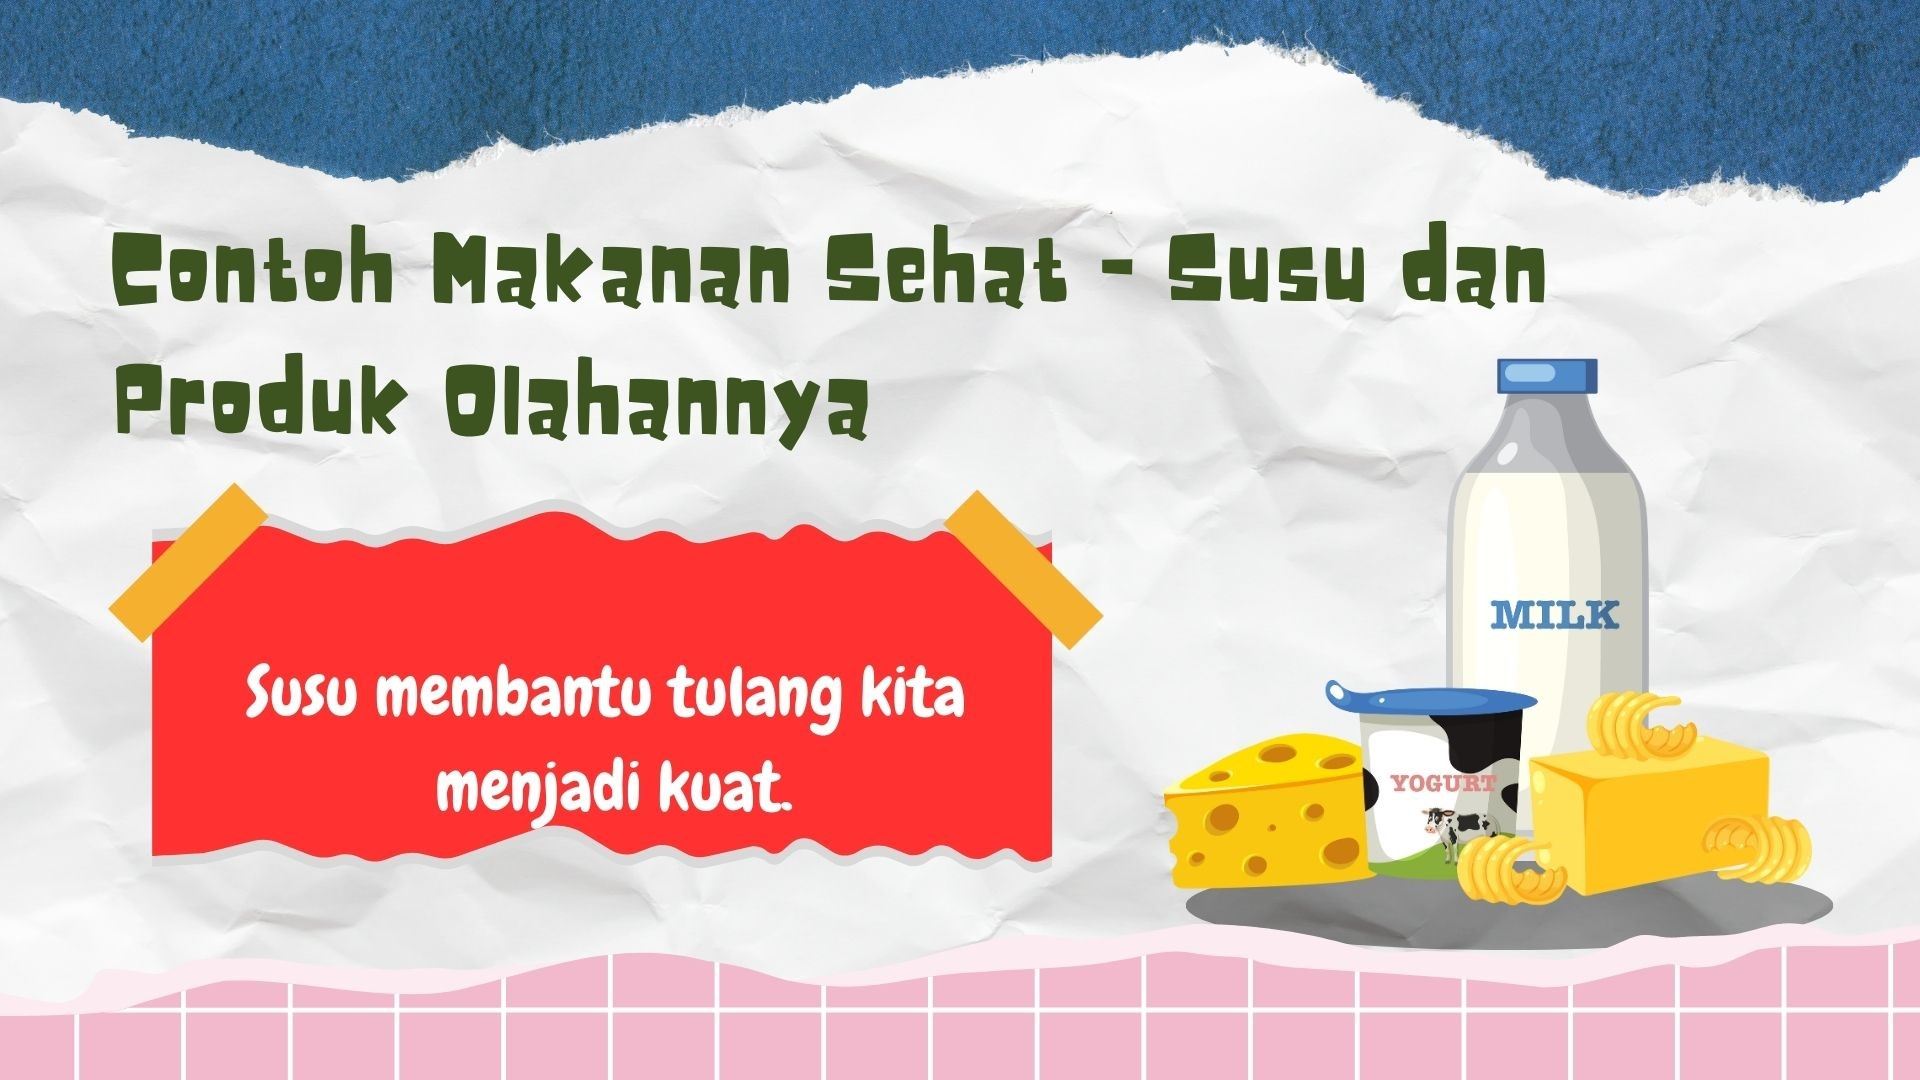 Contoh Makanan Sehat - Susu dan
Produk Olahannya
Susu membantu tulang kita
menjadi kuat.
MILK
YOGURT